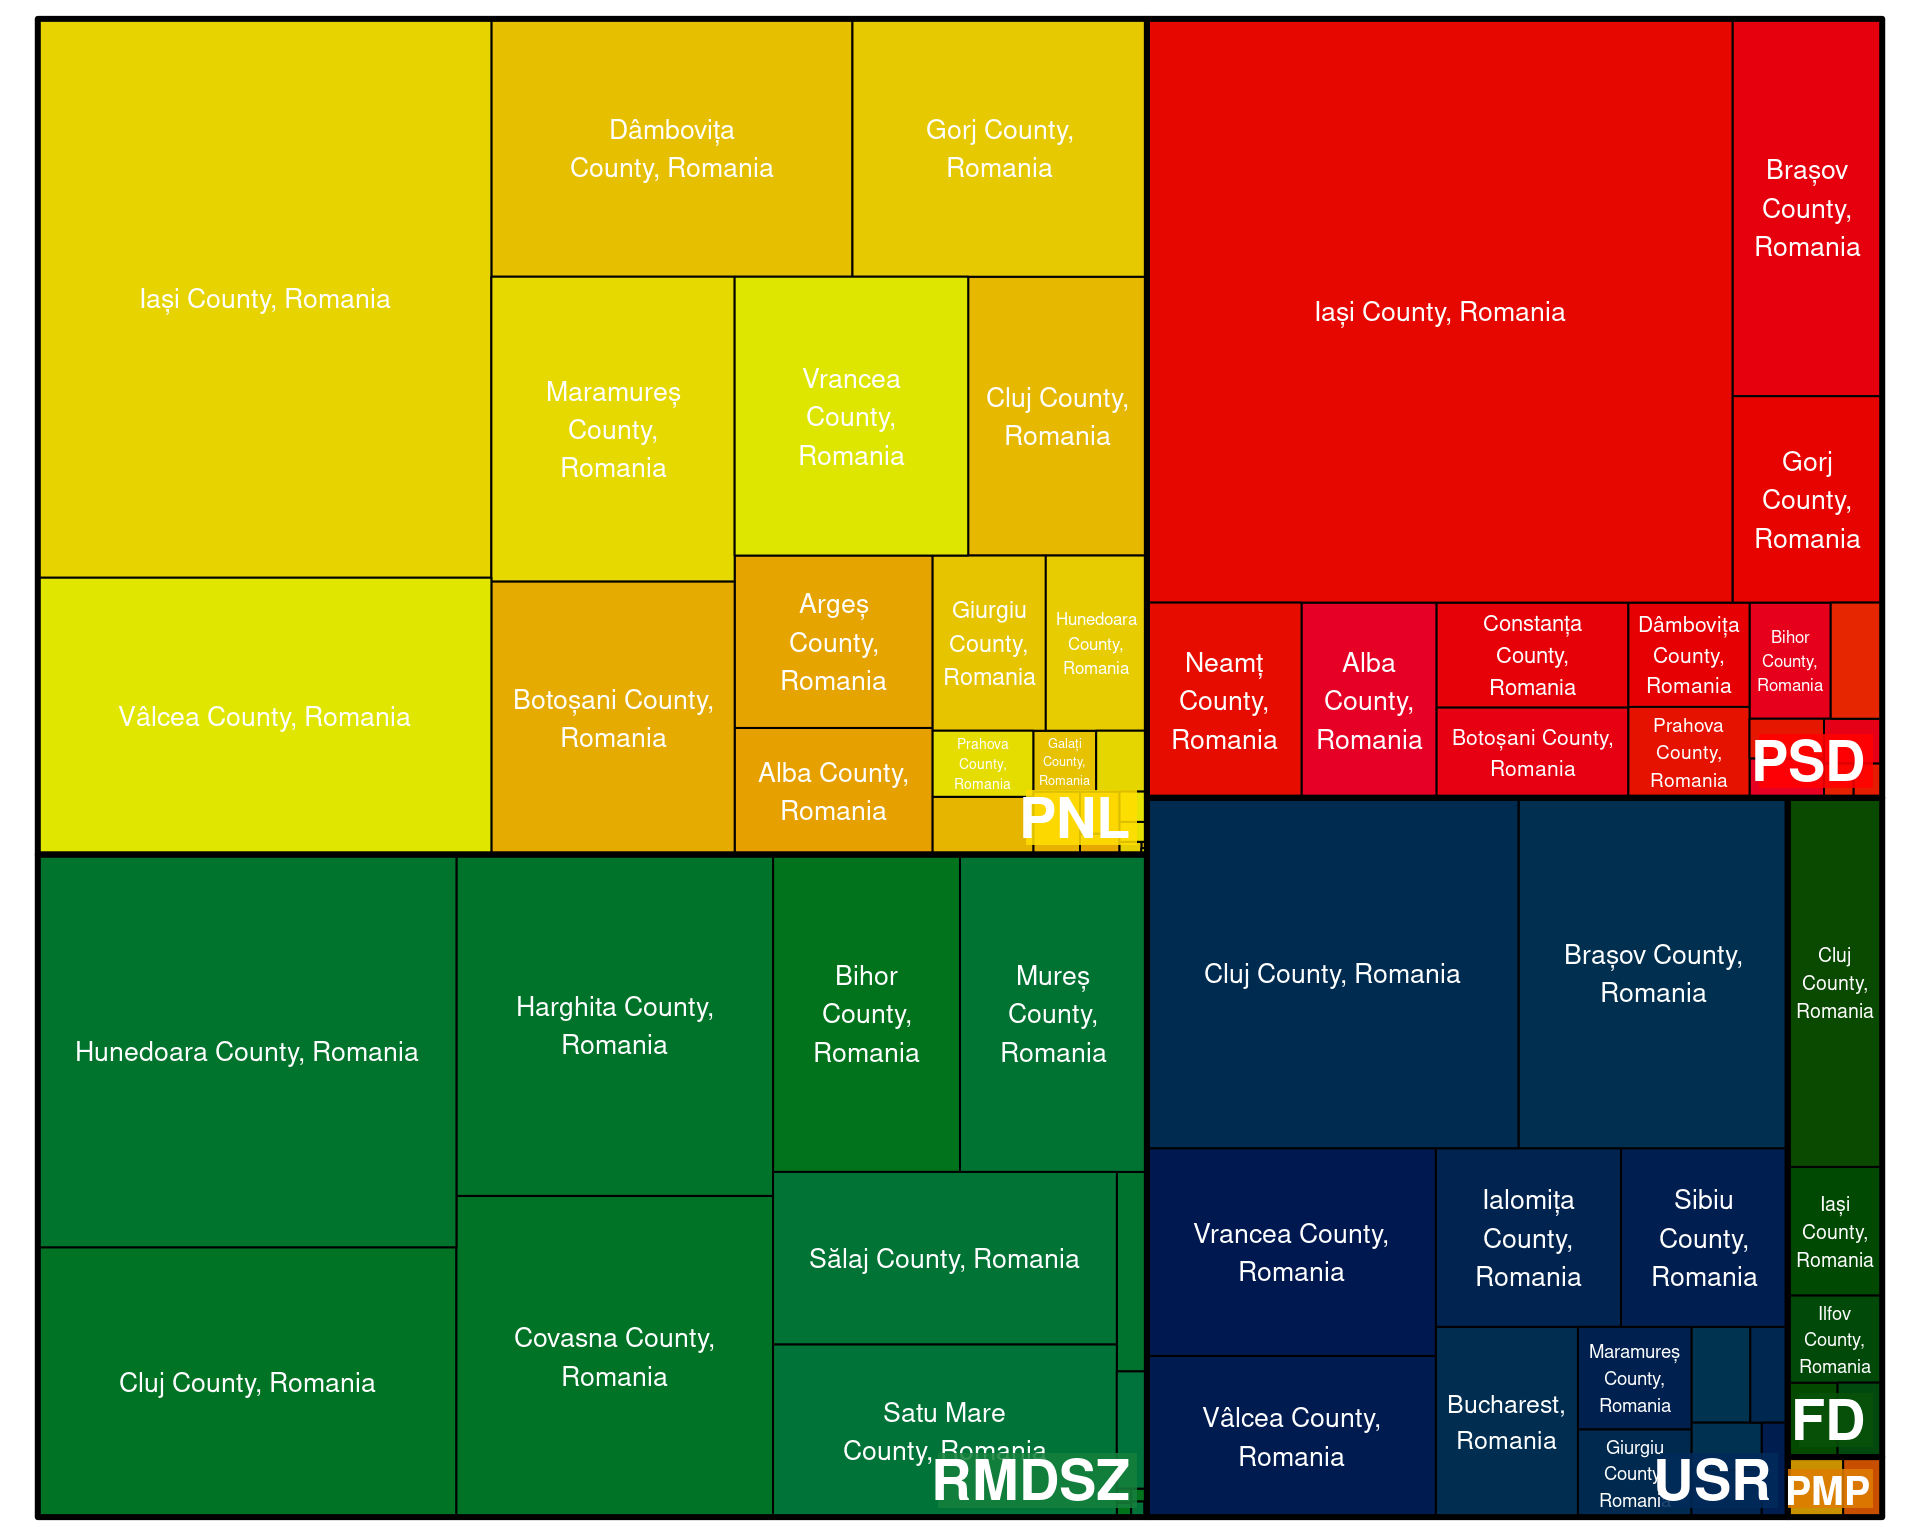 Iași County, Romania
Dâmbovița
County, Romania
Gorj County,
Romania
Maramureș
County,
Romania
Vrancea
County,
Romania
Cluj County,
Romania
Vâlcea County, Romania
Botoșani County,
Romania
Argeș
County,
Romania
Giurgiu
County,
Romania
Hunedoara
County,
Romania
Alba County,
Romania
Prahova
County,
Romania
Galați
County,
Romania
PNL
Iași County, Romania
Brașov
County,
Romania
Gorj
County,
Romania
Neamț
County,
Romania
Alba
County,
Romania
Constanța
County,
Romania
Botoșani County,
Romania
Dâmbovița
County,
Romania
Prahova
County,
Romania
Bihor
County,
Romania
PSD
Hunedoara County, Romania
Cluj County, Romania
Harghita County,
Romania
Covasna County,
Romania
Bihor
County,
Romania
Mureș
County,
Romania
Sălaj County, Romania
Satu Mare
County, Romania
RMDSZ
Cluj County, Romania
Brașov County,
Romania
Vrancea County,
Romania
Vâlcea County,
Romania
Ialomița
County,
Romania
Sibiu
County,
Romania
Bucharest,
Romania
Maramureș
County,
Romania
Giurgiu
County,
Romania
USR
Cluj
County,
Romania
Iași
County,
Romania
Ilfov
County,
Romania
FD
PMP